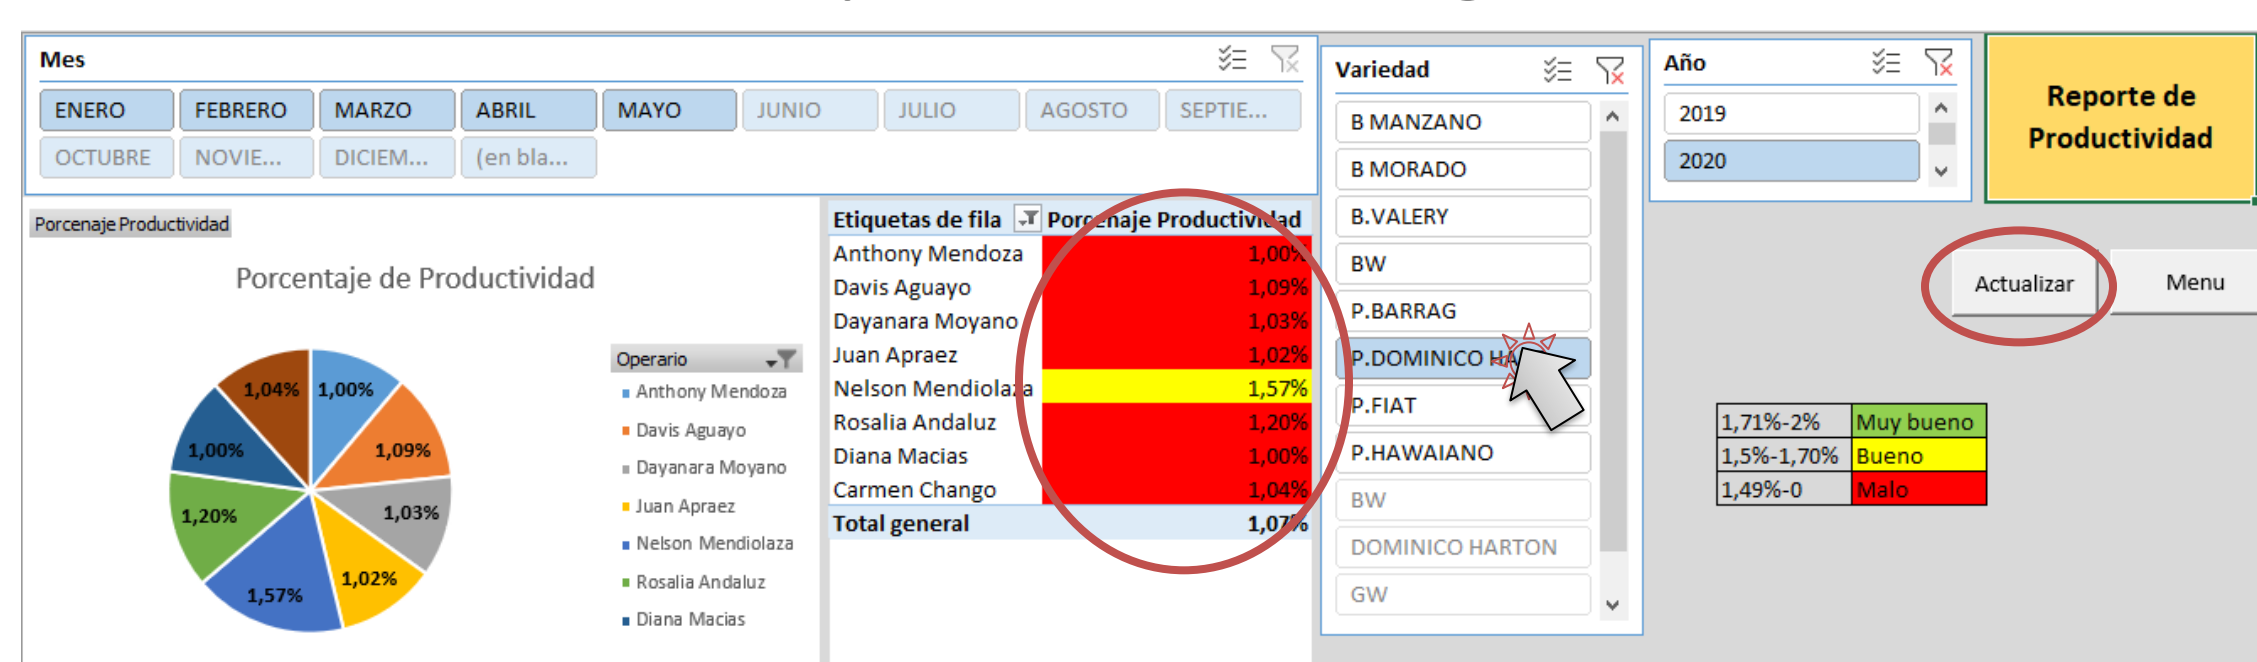 Mes
ENERO FEBRERO MARZO ABRIL MAYO JUNIO JULIO AGOSTO SEPTIE...
OCTUBRE NOVIE... DICIEM... (en bla...
Variedad
B MANZANO
B MORADO
B.VALERY
BW
P.BARRAG
P.DOMINICO HA
P.FIAT
P.HAWAIANO
BW
DOMINICO HARTON
GW
Año
2019
2020
Reporte de
Productividad
Actualizar
Menu
Porcenaje Productividad
Porcentaje de Productividad
1,04% 1,00%
1,00% 1,09%
1,20% 1,03%
1,57% 1,02%
Operario
Anthony Mendoza
Davis Aguayo
Dayanara Moyano
Juan Apraez
Nelson Mendiolaza
Rosalia Andaluz
Diana Macias
Etiquetas de fila Porcenaje Productividad
Anthony Mendoza 1,00%
Davis Aguayo 1,09%
Dayanara Moyano 1,03%
Juan Apraez 1,02%
Nelson Mendiolaza 1,57%
Rosalia Andaluz 1,20%
Diana Macias 1,00%
Carmen Chango 1,04%
Total general 1,07%
1,71%-2% Muy bueno
1,5%-1,70% Bueno
1,49%-0 Malo